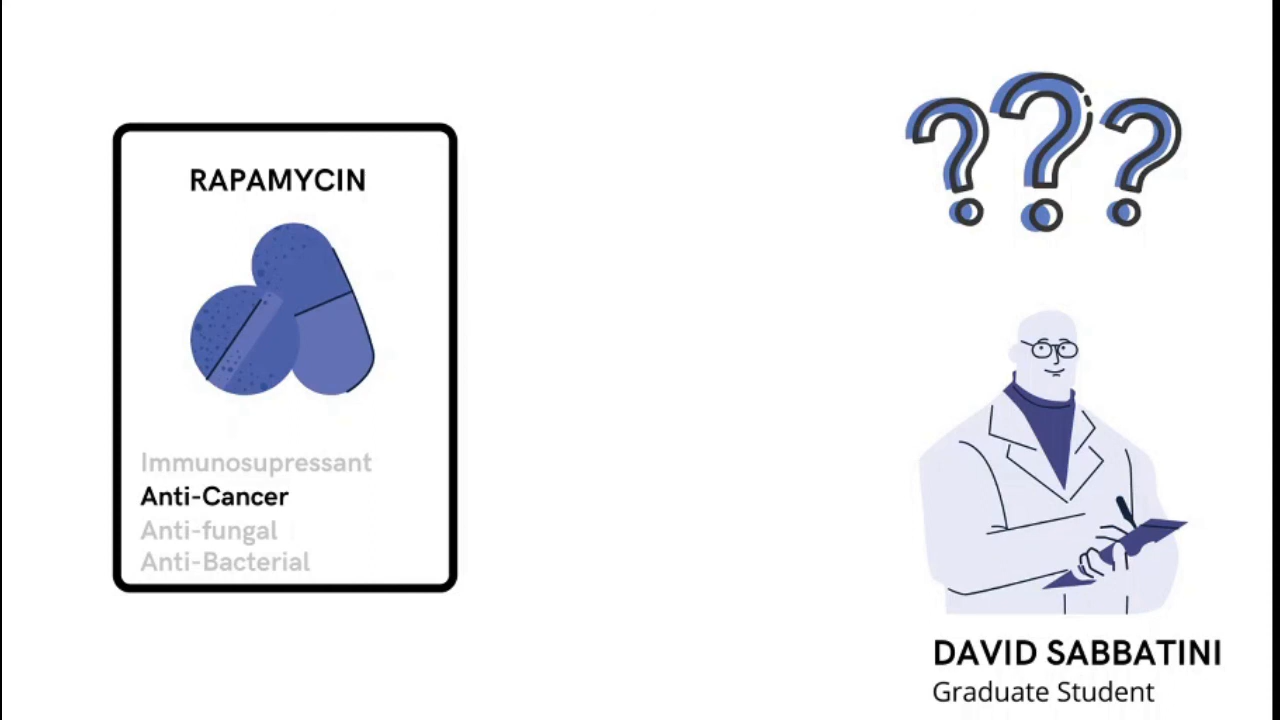 RAPAMYCIN
Immunosupressant
Anti-Cancer
Anti-fungal
Anti-Bacterial
???
DAVID SABBATINI
Graduate Student